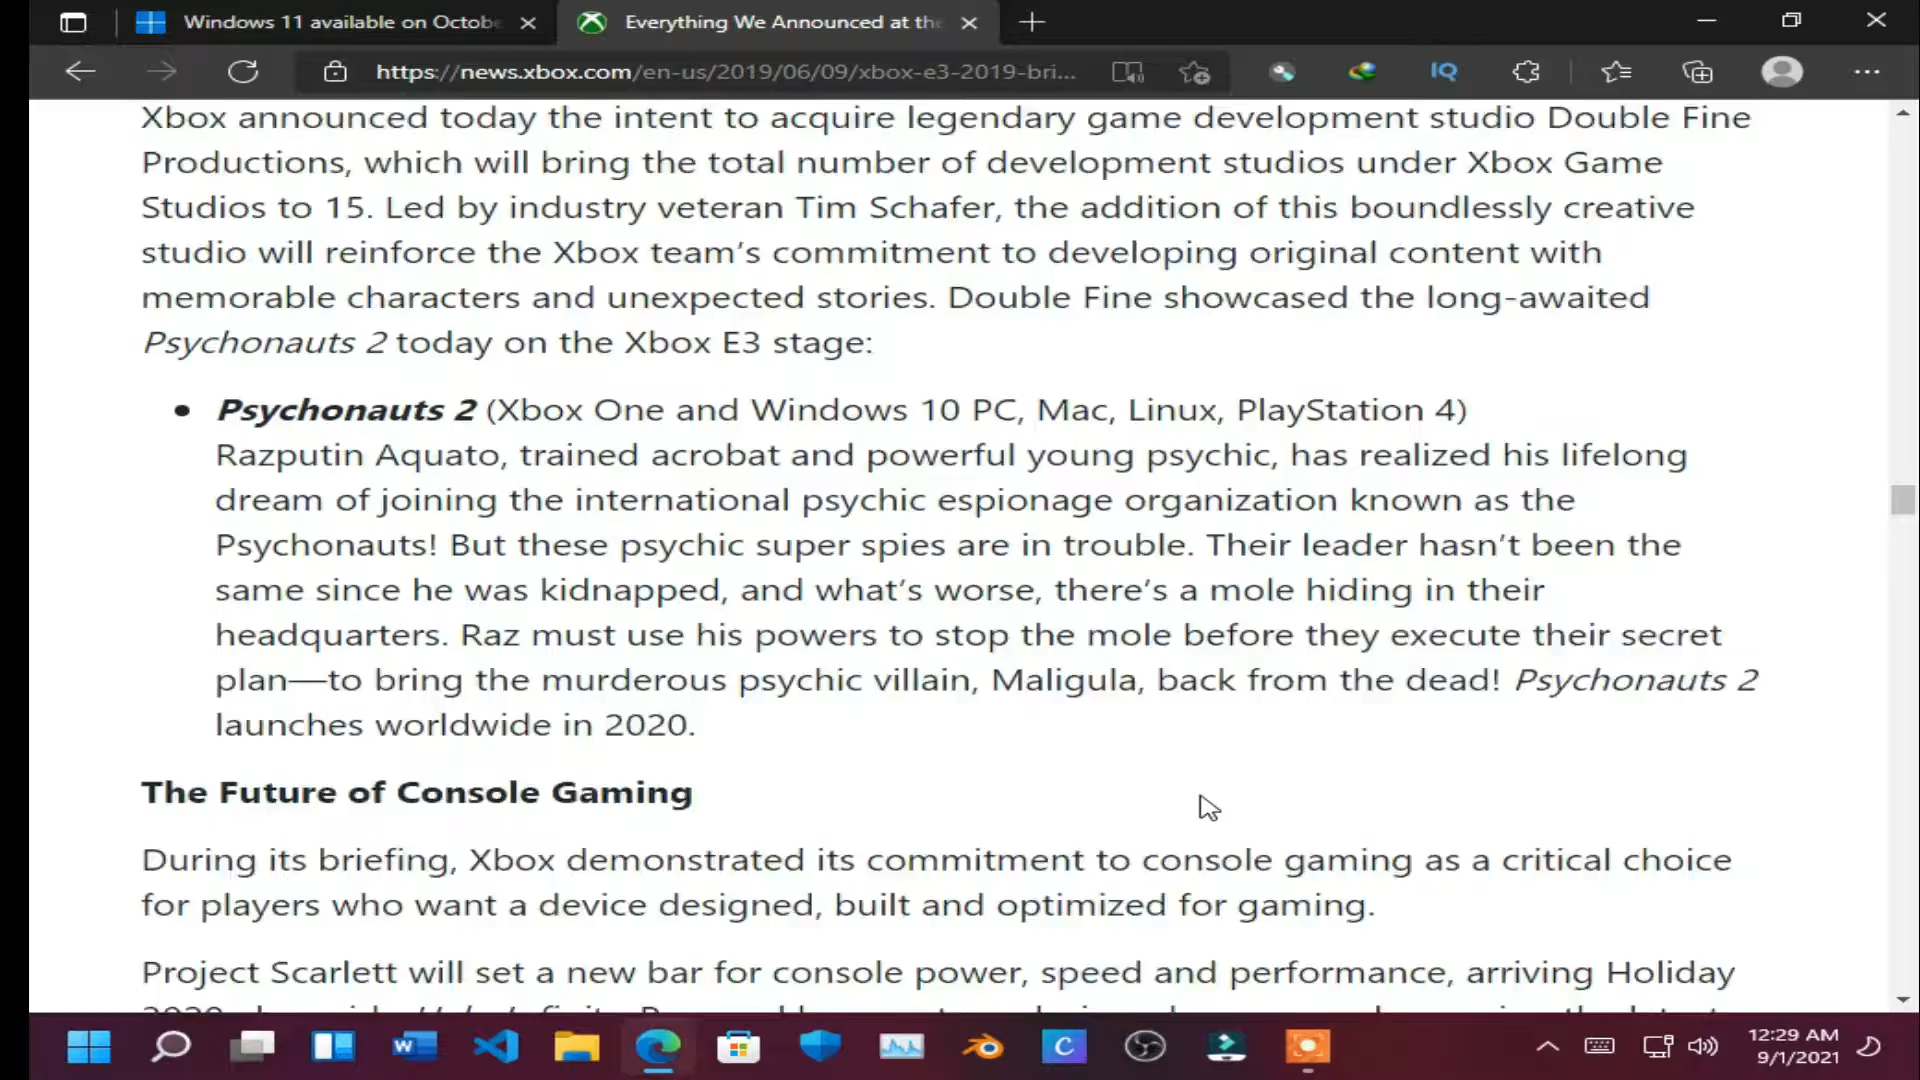 Windows 11 available on Octobe
Everything We Announced at the
https://news.xbox.com/en-us/2019/06/09/xbox-e3-2019-bri...
IQ
Xbox announced today the intent to acquire legendary game development studio Double Fine
Productions, which will bring the total number of development studios under Xbox Game
Studios to 15. Led by industry veteran Tim Schafer, the addition of this boundlessly creative
studio will reinforce the Xbox team’s commitment to developing original content with
memorable characters and unexpected stories. Double Fine showcased the long-awaited
Psychonauts 2 today on the Xbox E3 stage:
• Psychonauts 2 (Xbox One and Windows 10 PC, Mac, Linux, PlayStation 4)
Razputin Aquato, trained acrobat and powerful young psychic, has realized his lifelong
dream of joining the international psychic espionage organization known as the
Psychonauts! But these psychic super spies are in trouble. Their leader hasn’t been the
same since he was kidnapped, and what’s worse, there’s a mole hiding in their
headquarters. Raz must use his powers to stop the mole before they execute their secret
plan—to bring the murderous psychic villain, Maligula, back from the dead! Psychonauts 2
launches worldwide in 2020.
The Future of Console Gaming
During its briefing, Xbox demonstrated its commitment to console gaming as a critical choice
for players who want a device designed, built and optimized for gaming.
Project Scarlett will set a new bar for console power, speed and performance, arriving Holiday
W
C
12:29 AM
9/1/2021